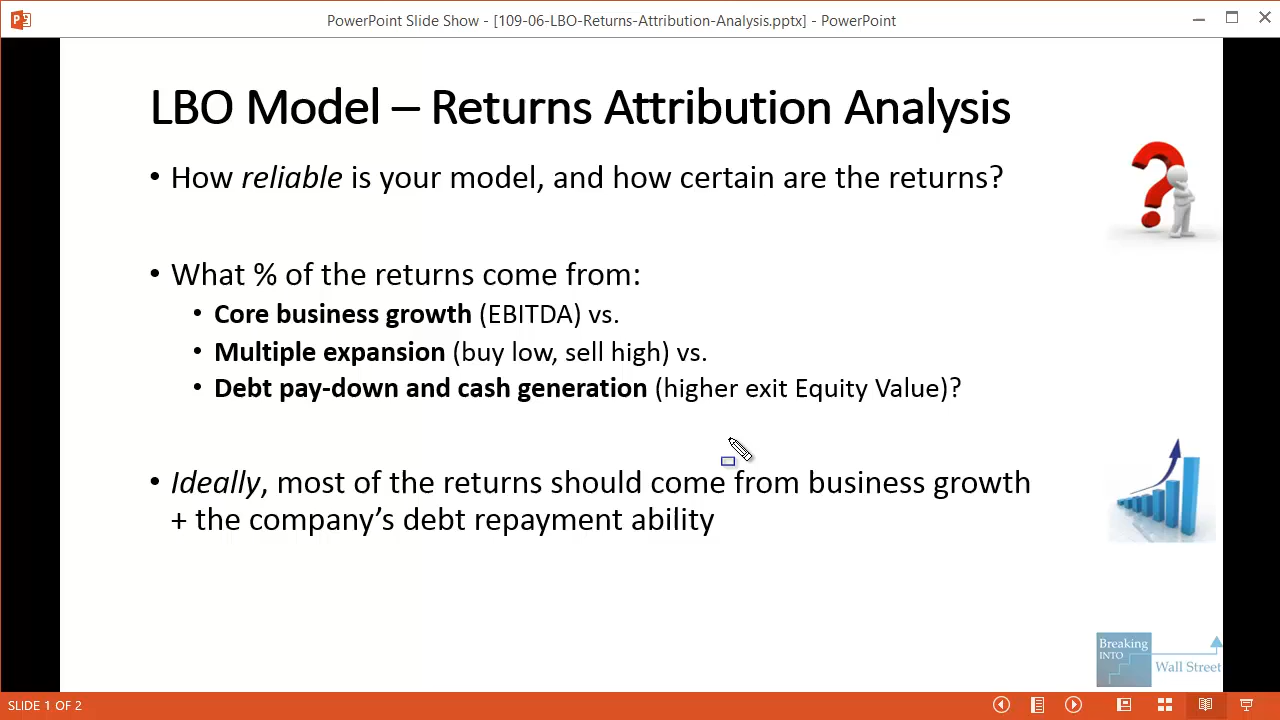 PowerPoint Slide Show - [109-06-LBO-Returns-Attribution-Analysis.pptx] - PowerPoint
LBO Model – Returns Attribution Analysis
• How reliable is your model, and how certain are the returns?
• What % of the returns come from:
• Core business growth (EBITDA) vs.
• Multiple expansion (buy low, sell high) vs.
• Debt pay-down and cash generation (higher exit Equity Value)?
• Ideally, most of the returns should come from business growth
+ the company's debt repayment ability
Breaking
INTO
Wall Street
SLIDE 1 OF 2